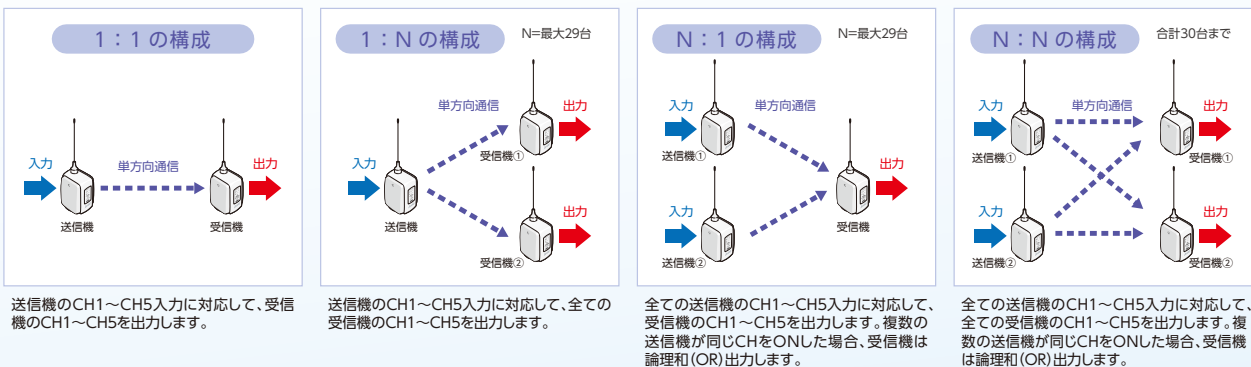 1：1の構成
入力
単方向通信
出力
送信機
受信機
送信機のCH1～CH5入力に対応して、受信
機のCH1～CH5を出力します。
1：Nの構成
N=最大29台
単方向通信
出力
受信機①
入力
送信機
出力
受信機②
送信機のCH1～CH5入力に対応して、全ての
受信機のCH1～CH5を出力します。
N：1の構成
N=最大29台
入力
単方向通信
送信機①
出力
受信機
入力
送信機②
全ての送信機のCH1～CH5入力に対応して、
受信機のCH1～CH5を出力します。複数の
送信機が同じCHをONした場合、受信機は
論理和(OR)出力します。
N：Nの構成
合計30台まで
入力
単方向通信
出力
送信機①
受信機①
入力
出力
送信機②
受信機②
全ての送信機のCH1～CH5入力に対応して、
全ての受信機のCH1～CH5を出力します。複
数の送信機が同じCHをONした場合、受信機
は論理和(OR)出力します。